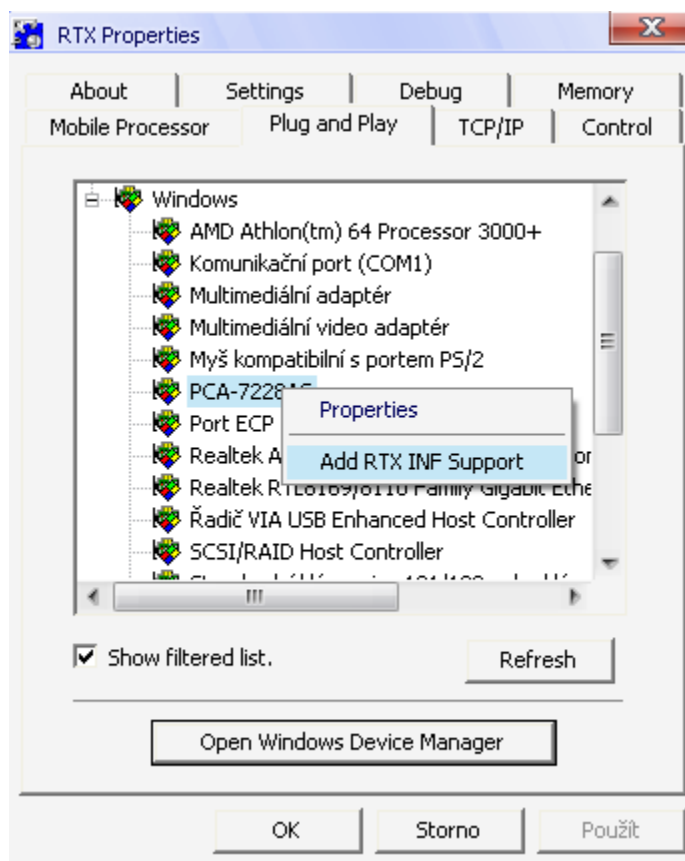 RTX Properties
About Settings Debug Memory
Mobile Processor Plug and Play TCP/IP Control
Windows
AMD Athlon(tm) 64 Processor 3000+
Komunikační port (COM1)
Multimediální adaptér
Multimediální video adaptér
Myš kompatibilní s portem PS/2
PCA-7228
Properties
Port ECP
Add RTX INF Support
Realtek A
Realtek RTL8169/8110 Family Gigabit Ethe
Řadič VIA USB Enhanced Host Controller
SCSI/RAID Host Controller
Show filtered list.
Refresh
Open Windows Device Manager
OK Storno Použít